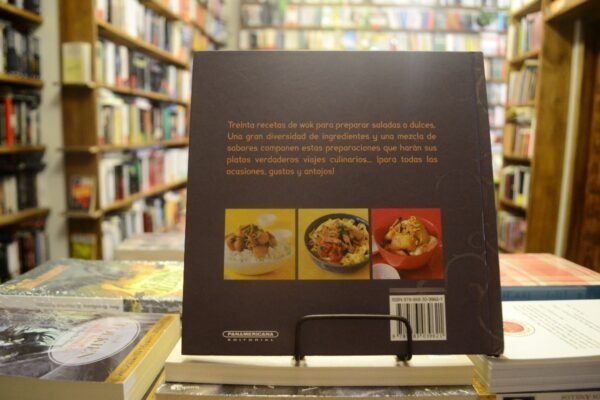 Treinta recetas de wok para preparar saladas o dulces.
Una gran diversidad de ingredientes y una mezcla de
sabores componen estas preparaciones que harán sus
platos verdaderos viajes culinarios... ¡para todas las
ocasiones, gustos y antojos!
PANAMERICANA
EDITORIAL